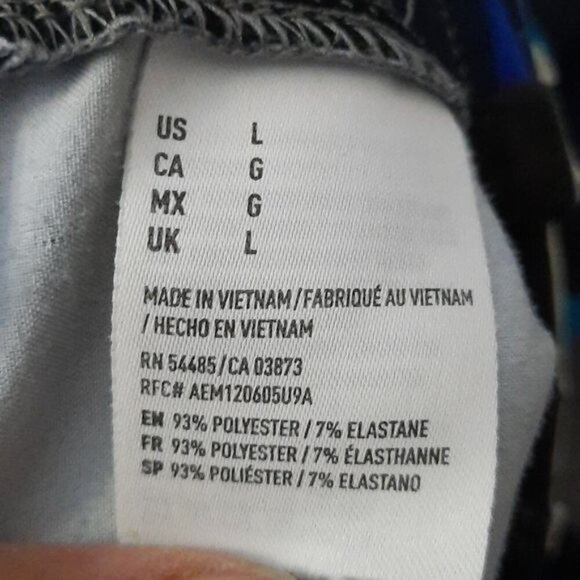 US L
CA G
MX G
UK L
MADE IN VIETNAM/FABRIQUÉ AU VIETNAM
/ HECHO EN VIETNAM
RN 54485/CA 03873
RFC# AEM120605U9A
EN 93% POLYESTER / 7% ELASTANE
FR 93% POLYESTER / 7% ÉLASTHANNE
SP 93% POLIÉSTER / 7% ELASTANO